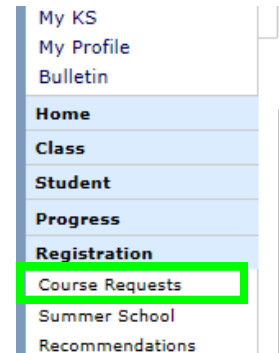 My KS
My Profile
Bulletin
Home
Class
Student
Progress
Registration
Course Requests
Summer School
Recommendations